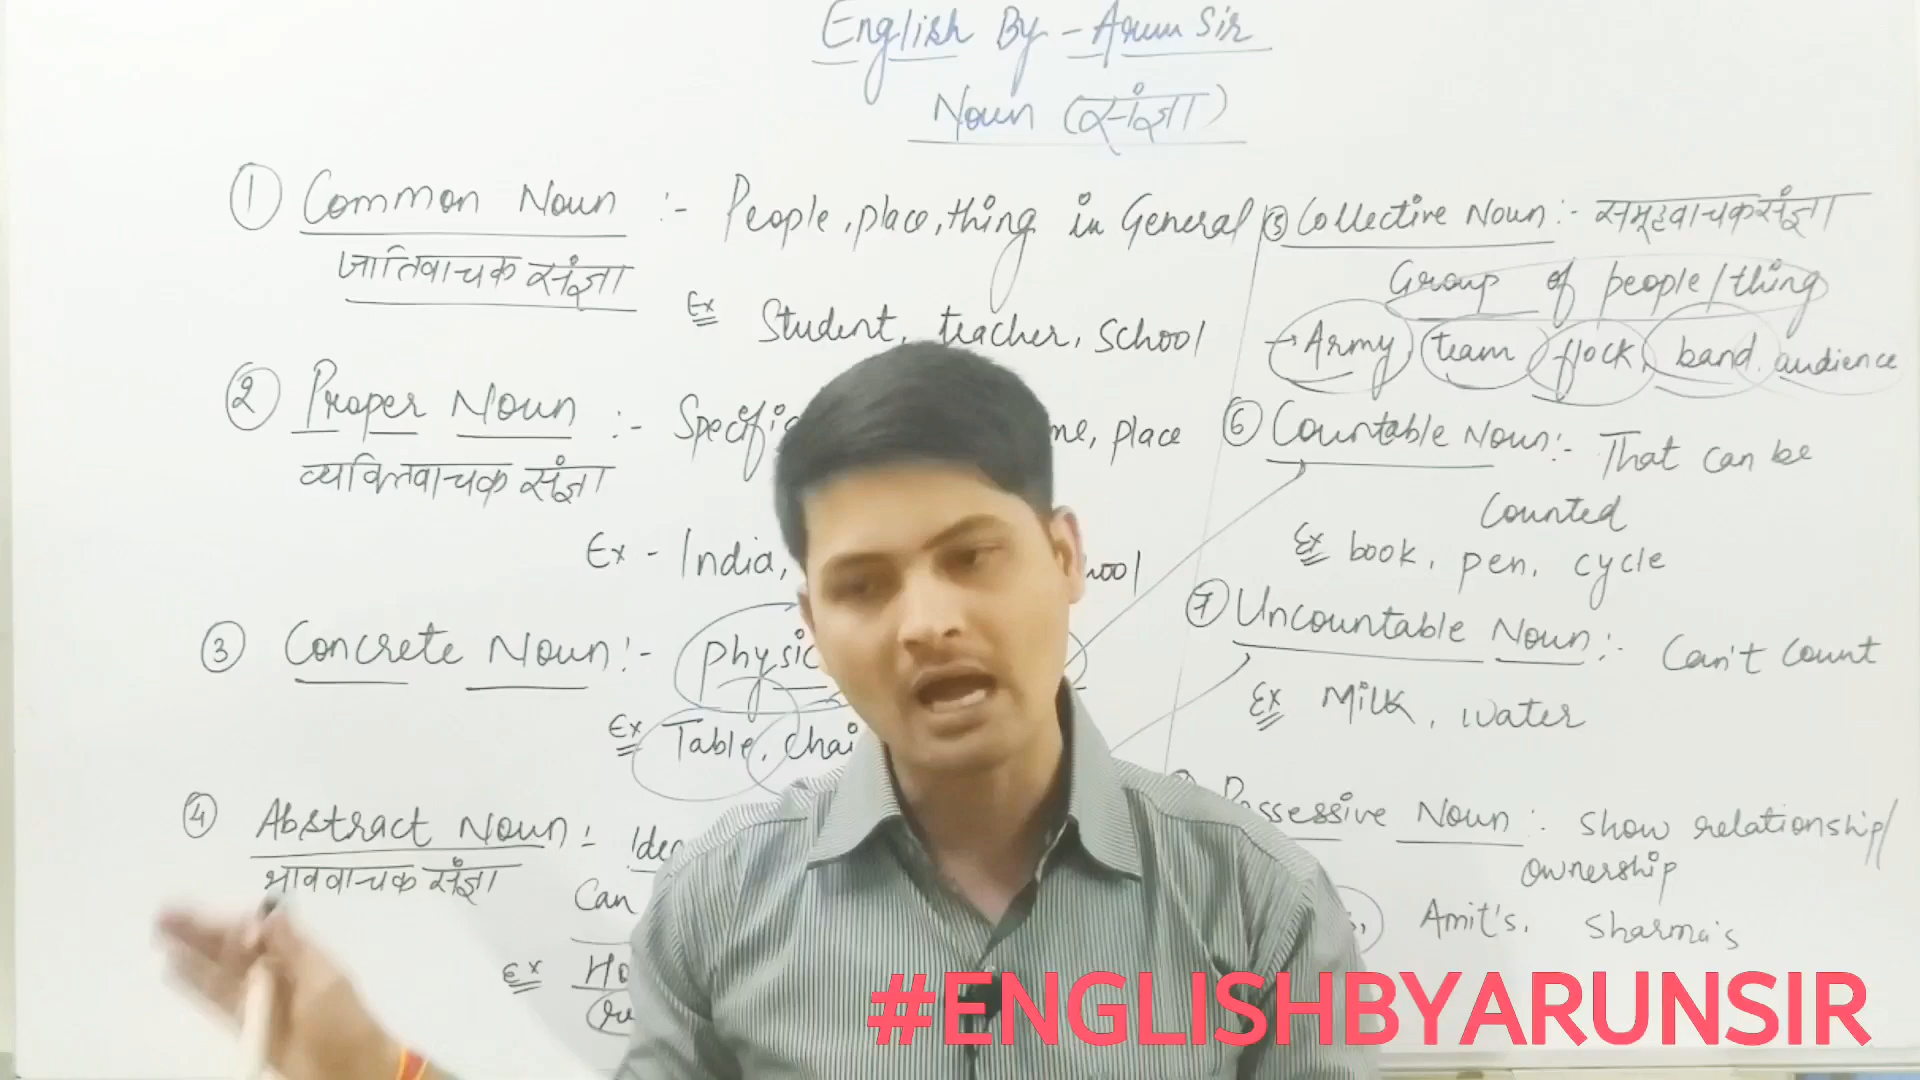 English By - Arun Sir
Noun (संज्ञा)
① Common Noun :- People, place, thing in General
जातिवाचक संज्ञा
Ex Student, teacher, School
② Proper Noun :- Specific place
व्यक्तिवाचक संज्ञा
Ex - India,
③ Concrete Noun :-
Ex Table,
④ Abstract Noun :-
भाववाचक संज्ञा
Can
Ex
⑤ Collective Noun :- समूहवाचक संज्ञा
Group of people/thing
→ Army, team flock, band. audience
⑥ Countable Noun :- That can be
Counted
Ex book, pen, cycle
⑦ Uncountable Noun :- Can't Count
Ex Milk, water
Possessive Noun :- Show relationship/
ownership
Amit's, Sharma's
#ENGLISHBYARUNSIR